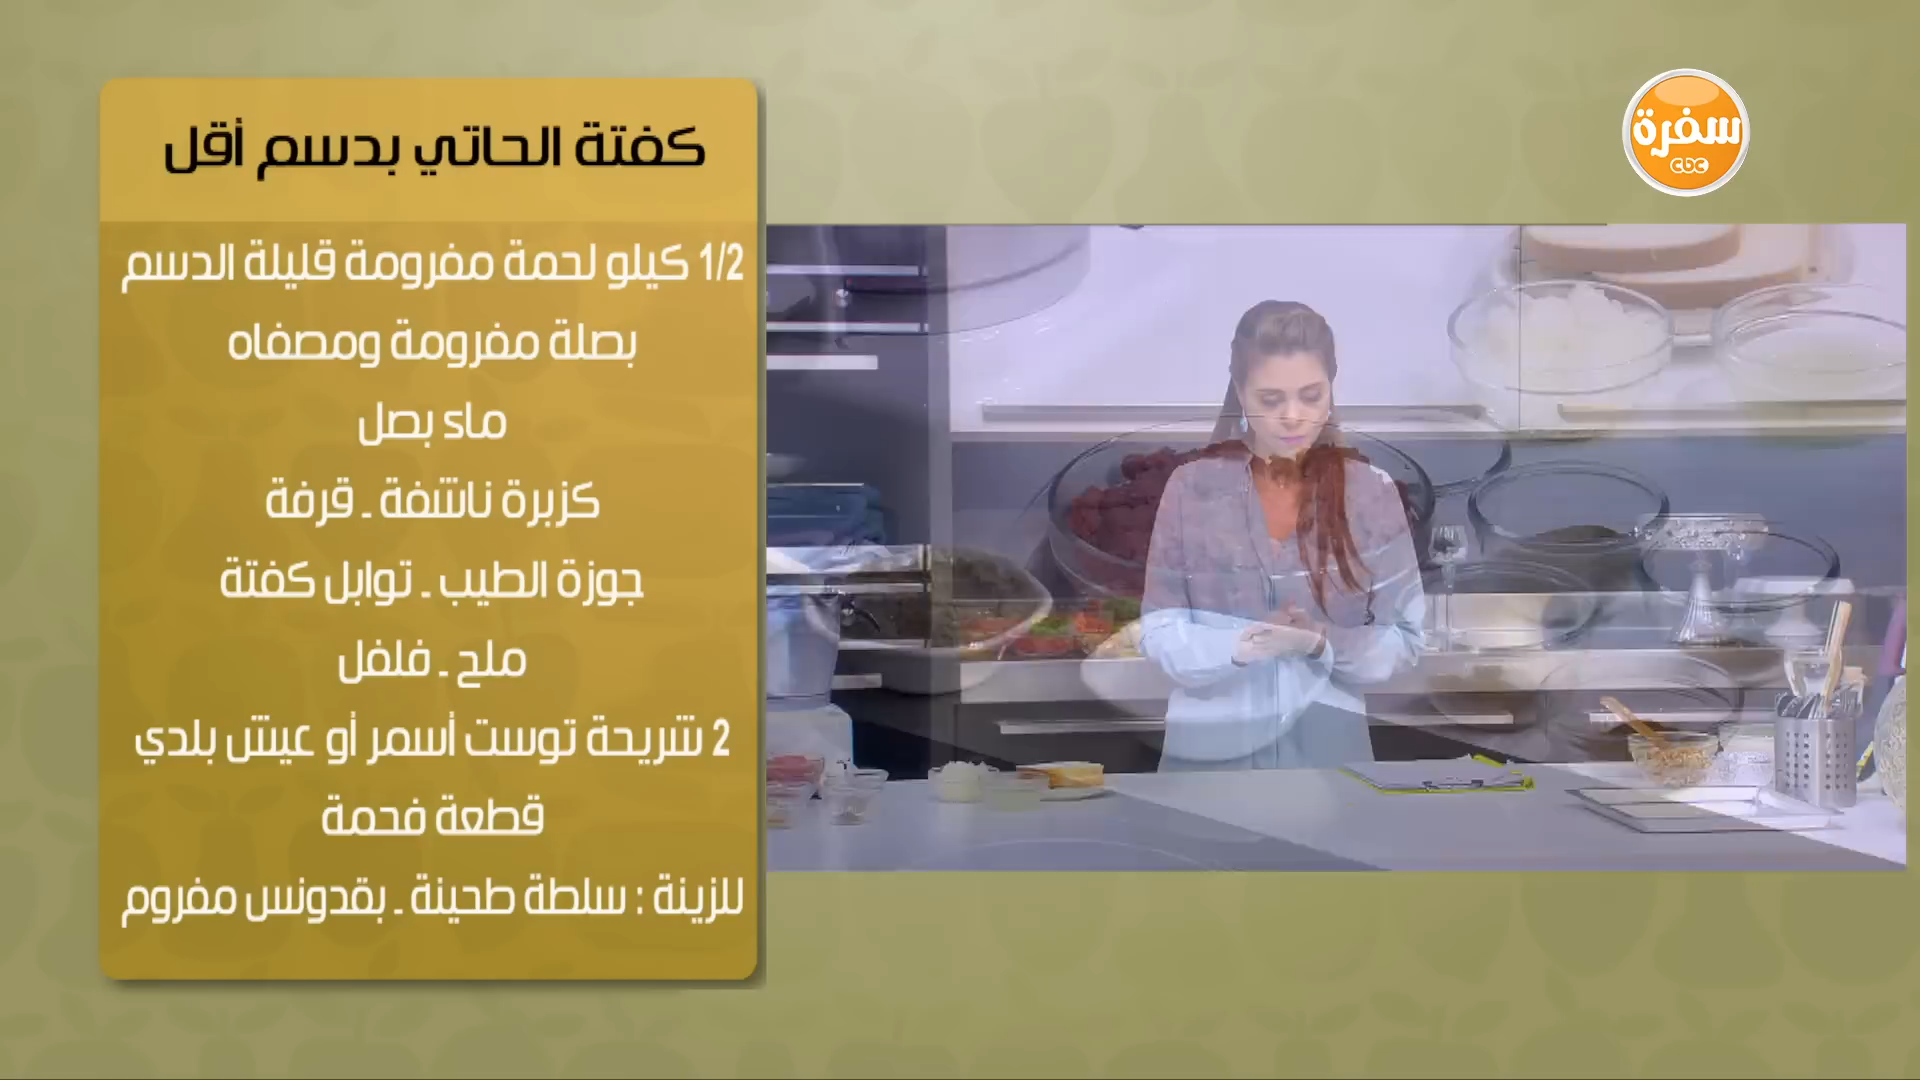 كفتة الحاتي بدسم أقل
1/2 كيلو لحمة مفرومة قليلة الدسم
بصلة مفرومة ومصفاه
ماء بصل
كزبرة ناشفة - قرفة
جوزة الطيب - توابل كفتة
ملح - فلفل
2 شريحة توست أسمر أو عيش بلدي
قطعة فحمة
للزينة : سلطة طحينة - بقدونس مفروم
سفرة
cbc